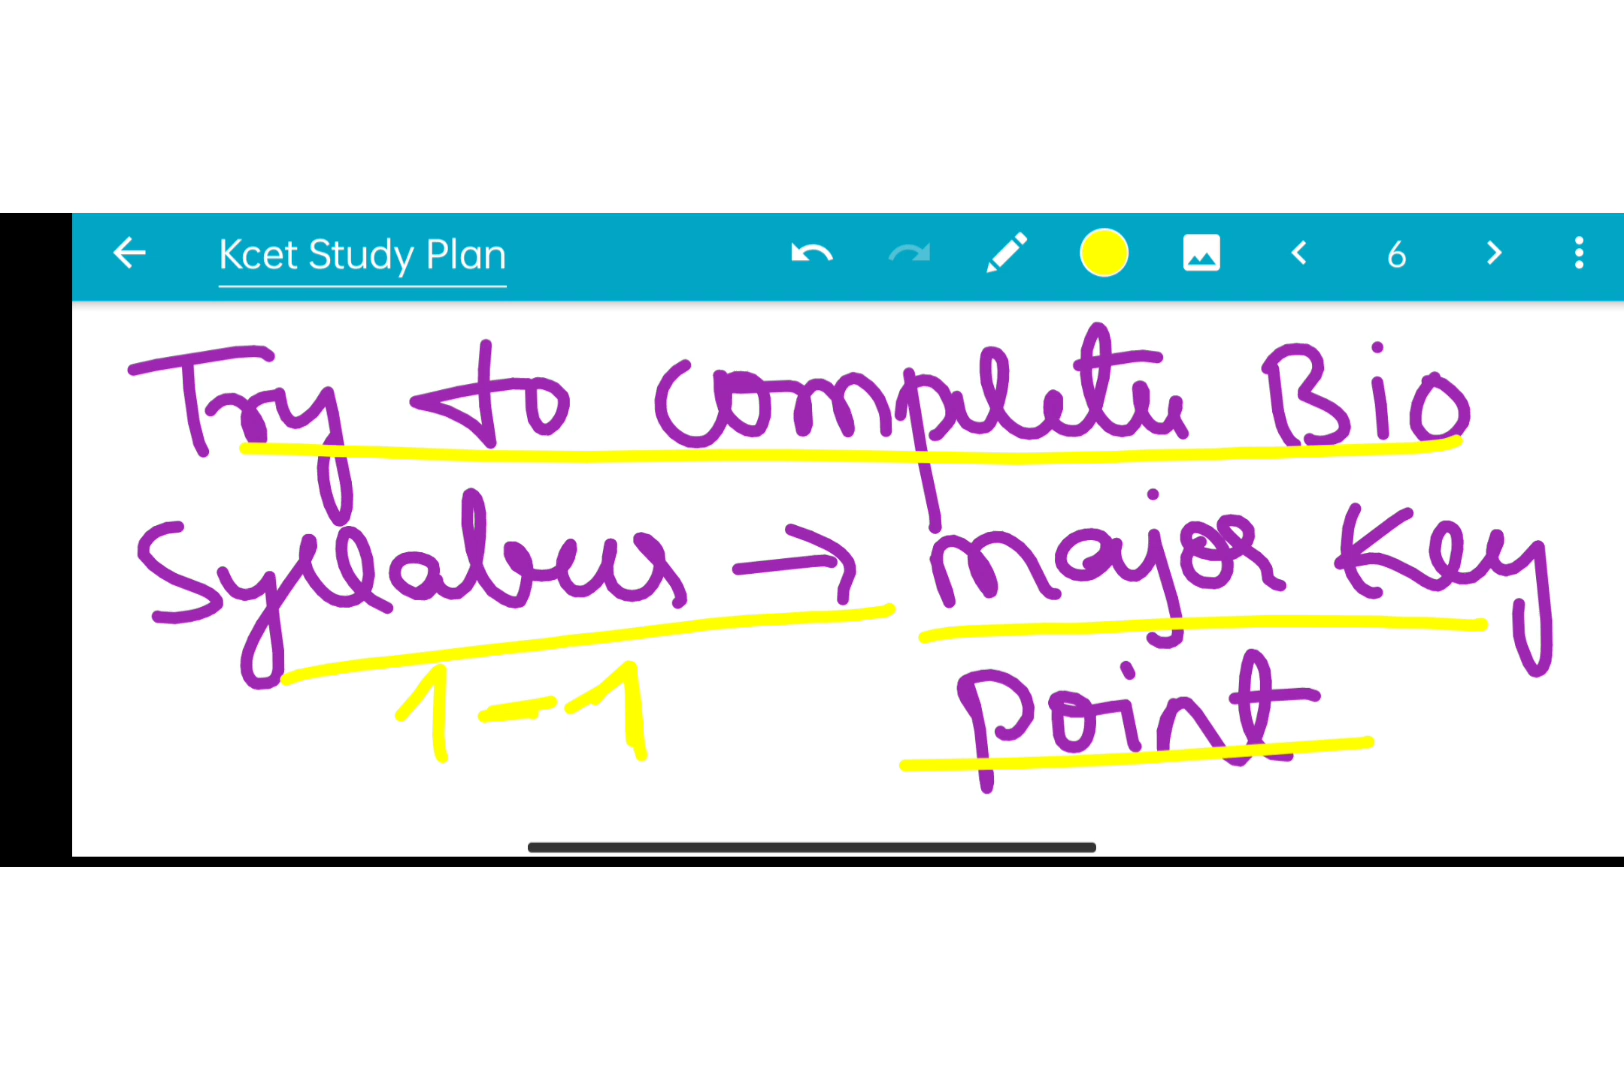 Kcet Study Plan 6
Try to complete Bio
Syllabus → major Key
1-1 point